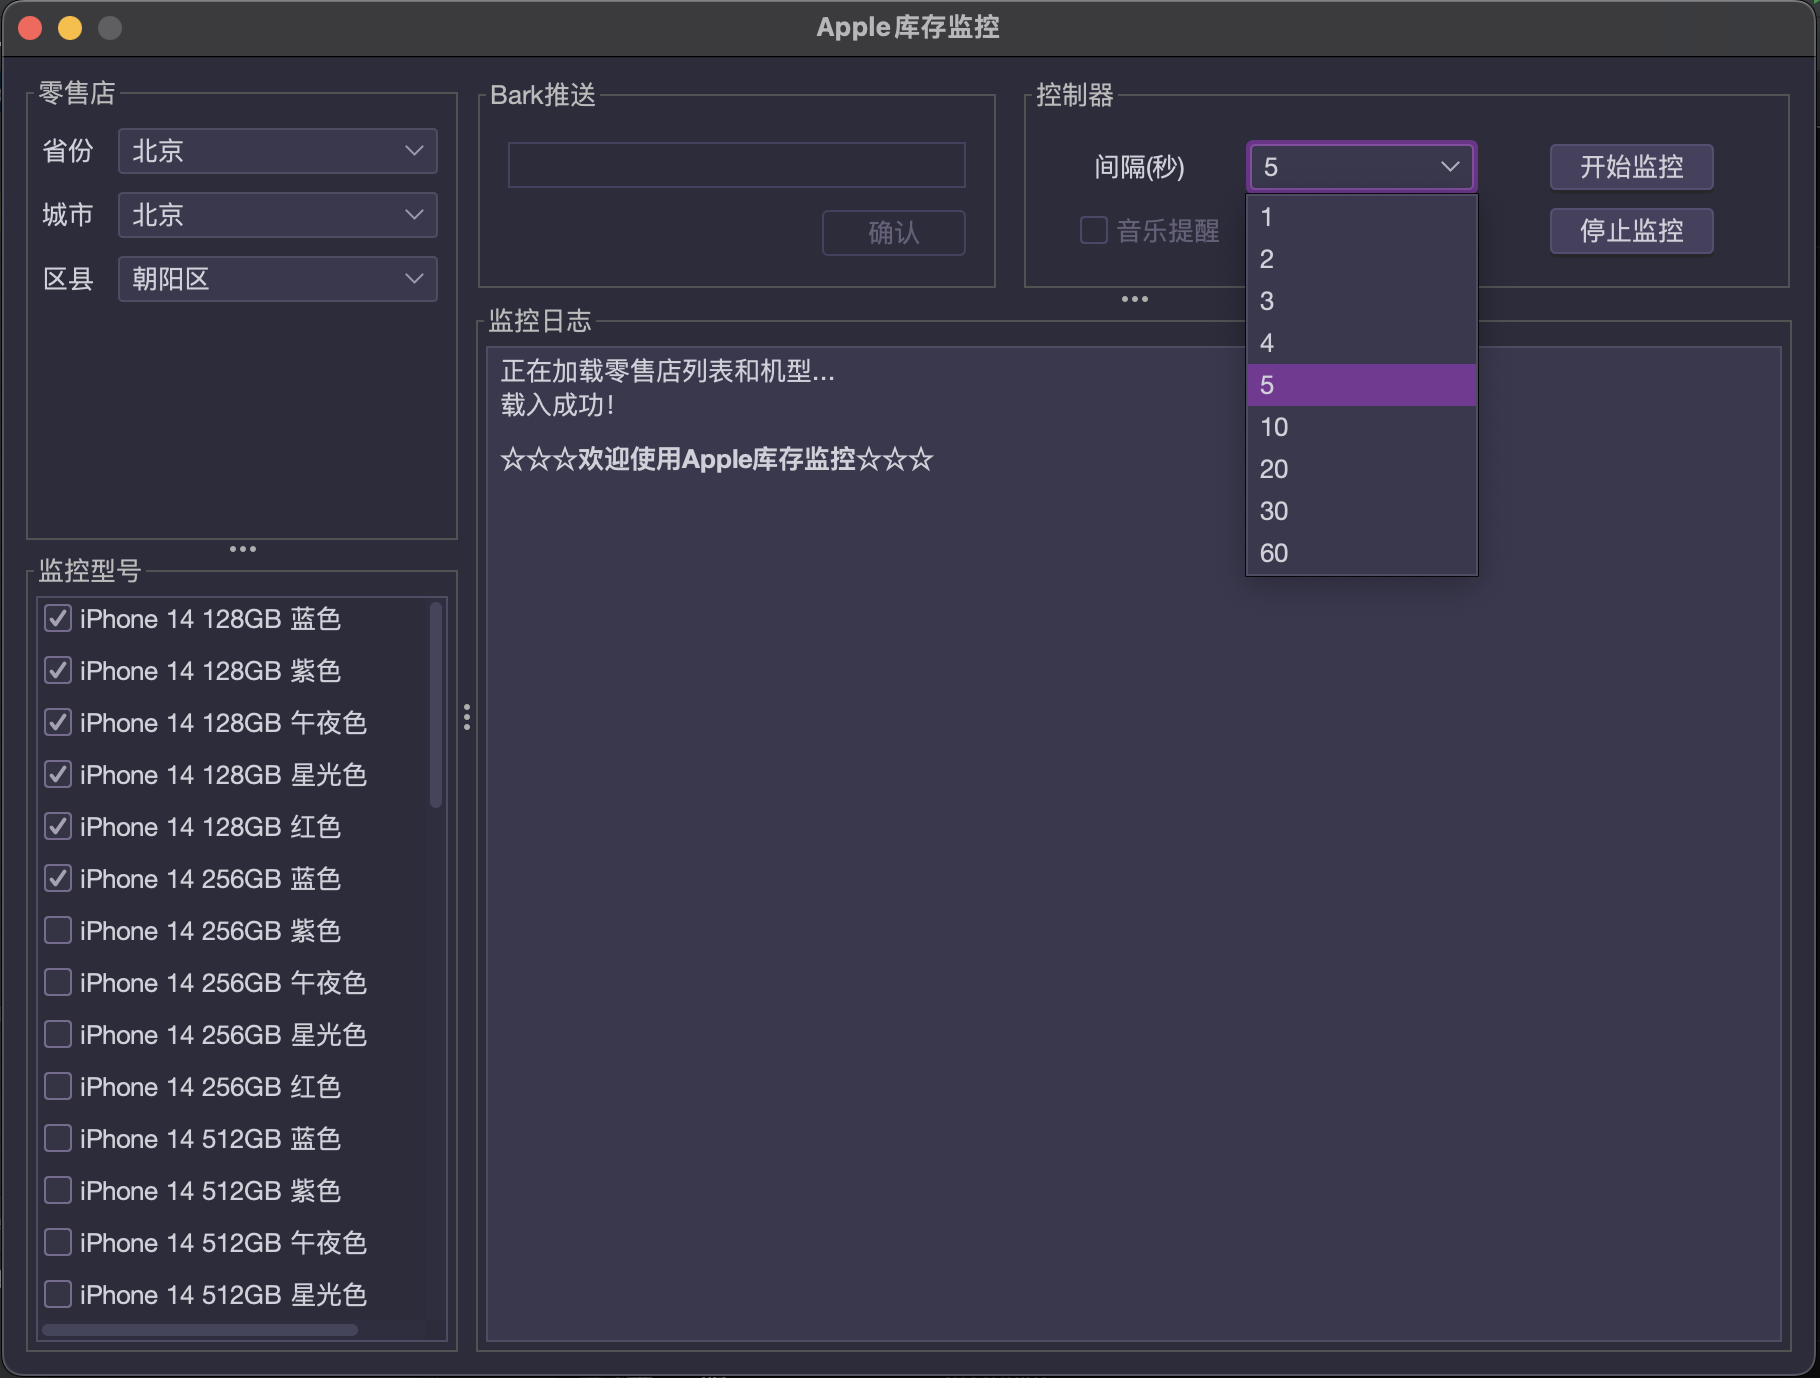 Apple库存监控
零售店
省份 北京
城市 北京
区县 朝阳区
Bark推送
确认
控制器
间隔(秒) 5
开始监控
音乐提醒
停止监控
1
2
3
4
5
10
20
30
60
监控日志
正在加载零售店列表和机型...
载入成功!
☆☆☆欢迎使用Apple库存监控☆☆☆
监控型号
iPhone 14 128GB 蓝色
iPhone 14 128GB 紫色
iPhone 14 128GB 午夜色
iPhone 14 128GB 星光色
iPhone 14 128GB 红色
iPhone 14 256GB 蓝色
iPhone 14 256GB 紫色
iPhone 14 256GB 午夜色
iPhone 14 256GB 星光色
iPhone 14 256GB 红色
iPhone 14 512GB 蓝色
iPhone 14 512GB 紫色
iPhone 14 512GB 午夜色
iPhone 14 512GB 星光色